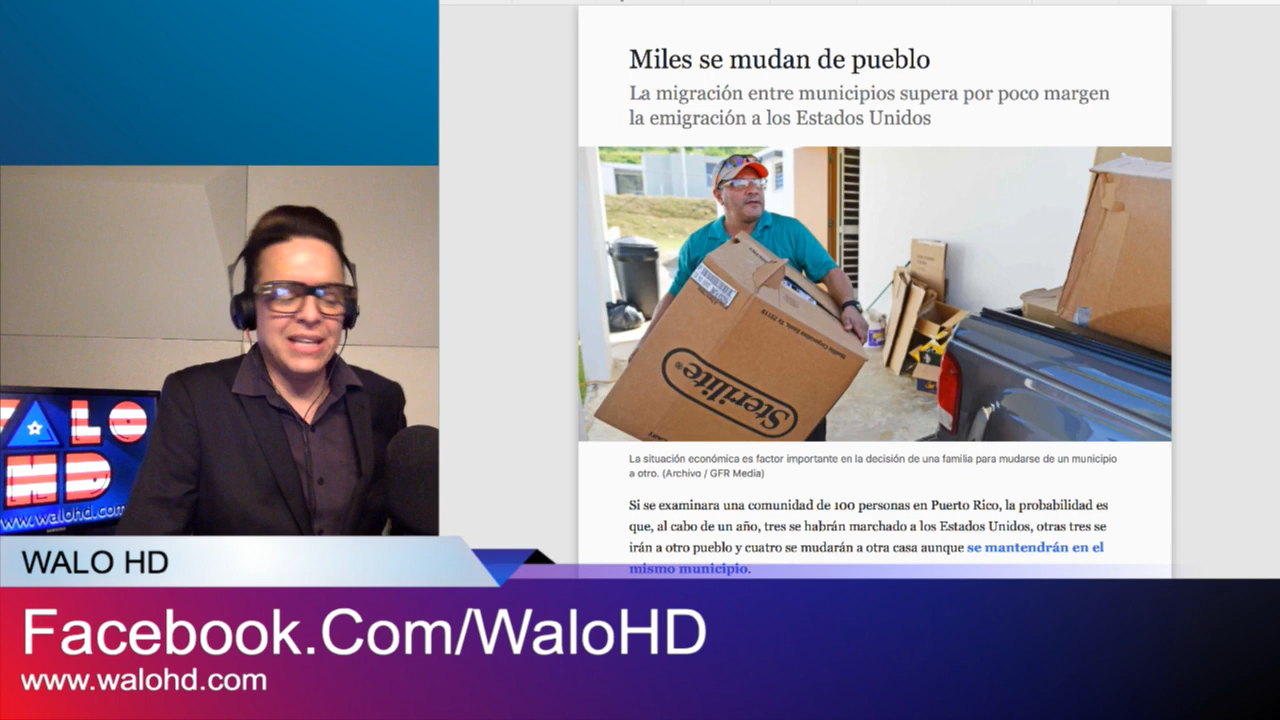 Miles se mudan de pueblo
La migración entre municipios supera por poco margen
la emigración a los Estados Unidos
Sterilite®
La situación económica es factor importante en la decisión de una familia para mudarse de un municipio
a otro. (Archivo / GFR Media)
Si se examinara una comunidad de 100 personas en Puerto Rico, la probabilidad es
que, al cabo de un año, tres se habrán marchado a los Estados Unidos, otras tres se
irán a otro pueblo y cuatro se mudarán a otra casa aunque se mantendrán en el
mismo municipio.
ALO
HD
www.walohd.com
WALO HD
Facebook.Com/WaloHD
www.walohd.com